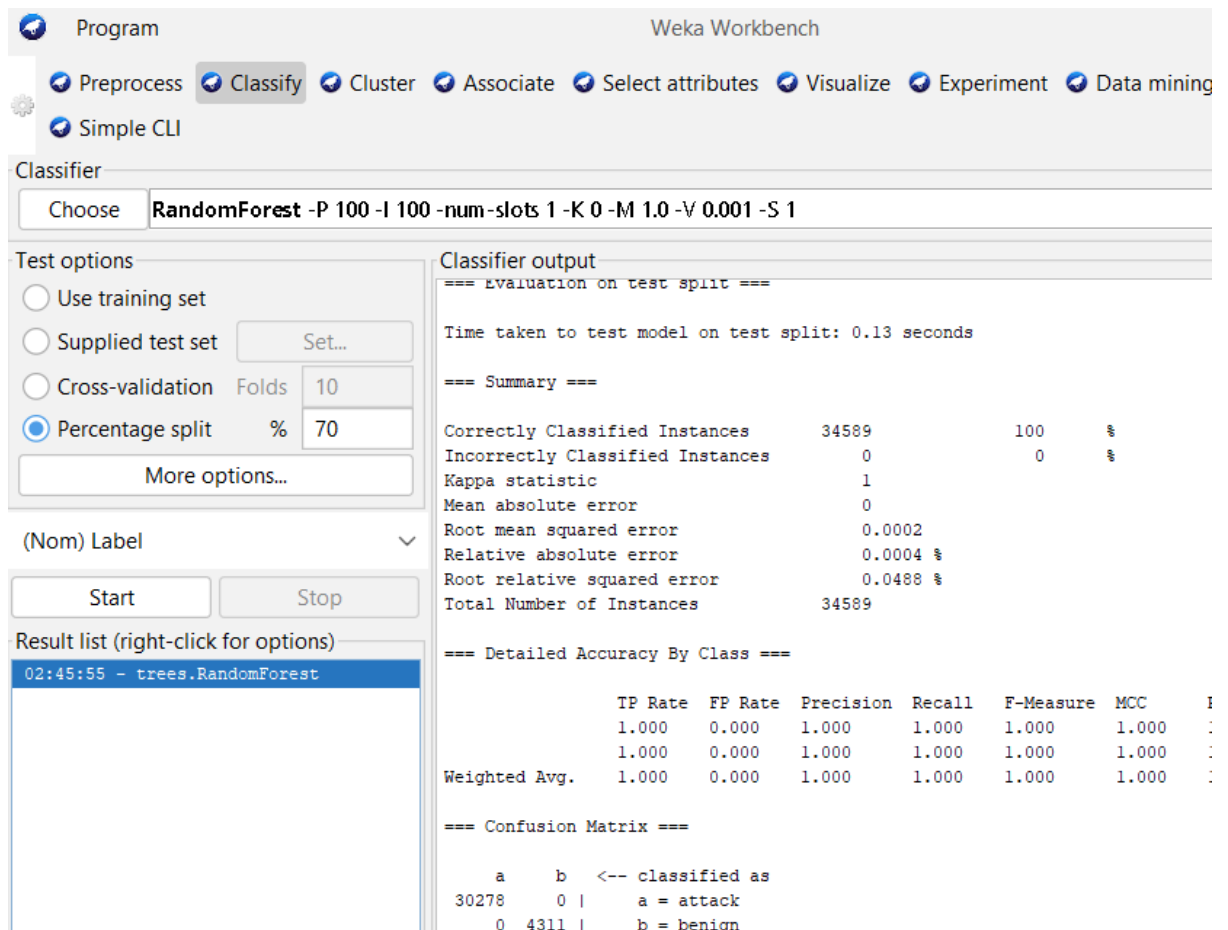 Program Weka Workbench
Preprocess Classify Cluster Associate Select attributes Visualize Experiment Data mining
Simple CLI
Classifier
Choose RandomForest -P 100 -I 100 -num-slots 1 -K 0 -M 1.0 -V 0.001 -S 1
Test options
Use training set
Supplied test set Set...
Cross-validation Folds 10
Percentage split % 70
More options...
(Nom) Label
Start Stop
Result list (right-click for options)
02:45:55 - trees.RandomForest
Classifier output
=== Evaluation on test split ===
Time taken to test model on test split: 0.13 seconds
=== Summary ===
Correctly Classified Instances 34589 100 %
Incorrectly Classified Instances 0 0 %
Kappa statistic 1
Mean absolute error 0
Root mean squared error 0.0002
Relative absolute error 0.0004 %
Root relative squared error 0.0488 %
Total Number of Instances 34589
=== Detailed Accuracy By Class ===
TP Rate FP Rate Precision Recall F-Measure MCC
1.000 0.000 1.000 1.000 1.000 1.000
1.000 0.000 1.000 1.000 1.000 1.000
Weighted Avg. 1.000 0.000 1.000 1.000 1.000 1.000
=== Confusion Matrix ===
a b <-- classified as
30278 0 | a = attack
0 4311 | b = benign